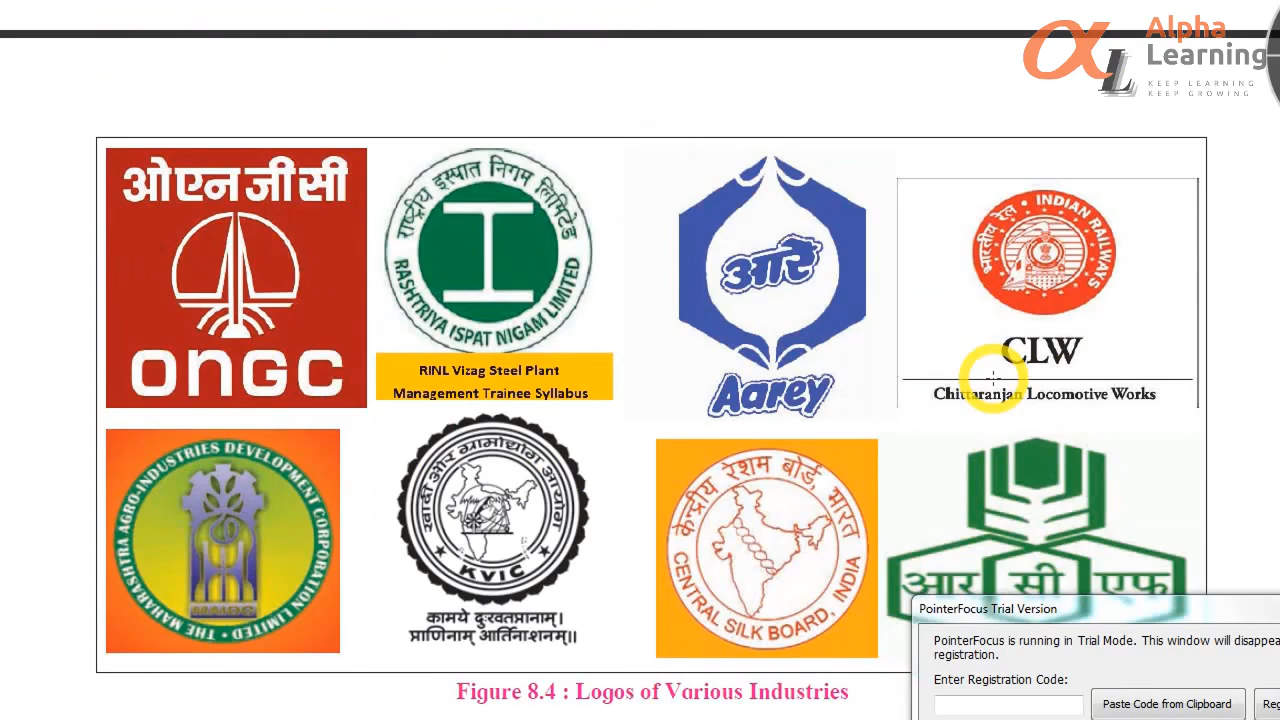 Alpha
Learning
KEEP LEARNING
KEEP GROWING
ओ एन जी सी
ONGC
राष्ट्रीय इस्पात निगम लिमिटेड
RASHTRIYA ISPAT NIGAM LIMITED
RINL Vizag Steel Plant
Management Trainee Syllabus
आरे
Aarey
भारतीय रेल • INDIAN RAILWAYS
CLW
Chittaranjan Locomotive Works
THE MAHARASHTRA AGRO-INDUSTRIES DEVELOPMENT CORPORATION LIMITED
MAIDC
खादी और ग्रामोद्योग आयोग
KVIC
कामये दुःखतप्तानाम्।
प्राणिनाम् आर्तिनाशनम्॥
केन्द्रीय रेशम बोर्ड, भारत
CENTRAL SILK BOARD, INDIA
आर सी एफ
PointerFocus Trial Version
PointerFocus is running in Trial Mode. This window will
registration.
Enter Registration Code:
Paste Code from Clipboard
Figure 8.4 : Logos of Various Industries